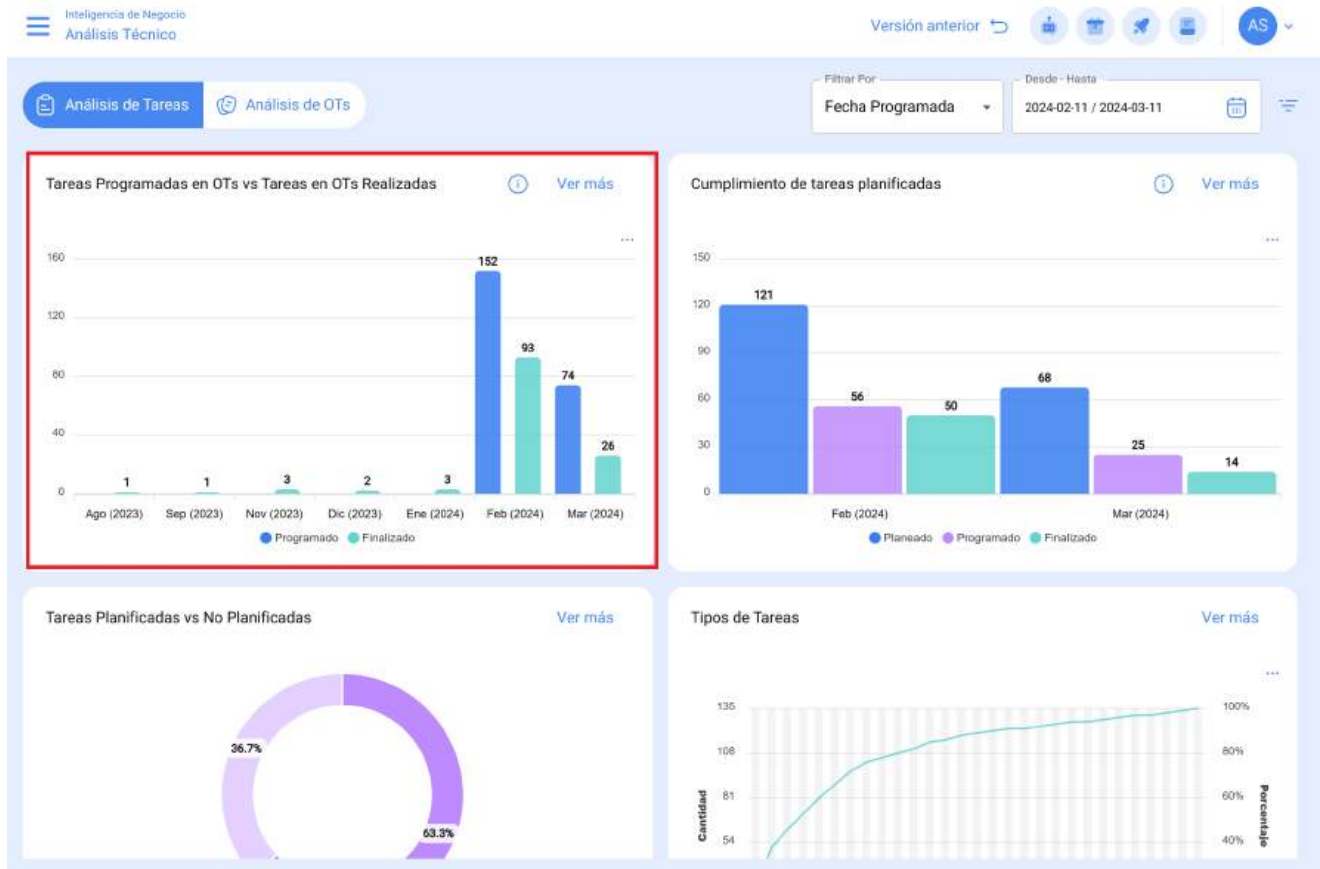 Inteligencia de Negocio
Análisis Técnico
Versión anterior
AS
Análisis de Tareas
Análisis de OTs
Filtrar Por
Fecha Programada
Desde - Hasta
2024-02-11 / 2024-03-11
Tareas Programadas en OTs vs Tareas en OTs Realizadas
Ver más
160
120
80
40
0
1
1
3
2
3
152
93
74
26
Ago (2023)
Sep (2023)
Nov (2023)
Dic (2023)
Ene (2024)
Feb (2024)
Mar (2024)
Programado
Finalizado
Cumplimiento de tareas planificadas
Ver más
150
120
90
60
30
0
121
56
50
68
25
14
Feb (2024)
Mar (2024)
Planeado
Programado
Finalizado
Tareas Planificadas vs No Planificadas
Ver más
36.7%
63.3%
Tipos de Tareas
Ver más
135
108
81
54
Cantidad
100%
80%
60%
40%
Porcentaje